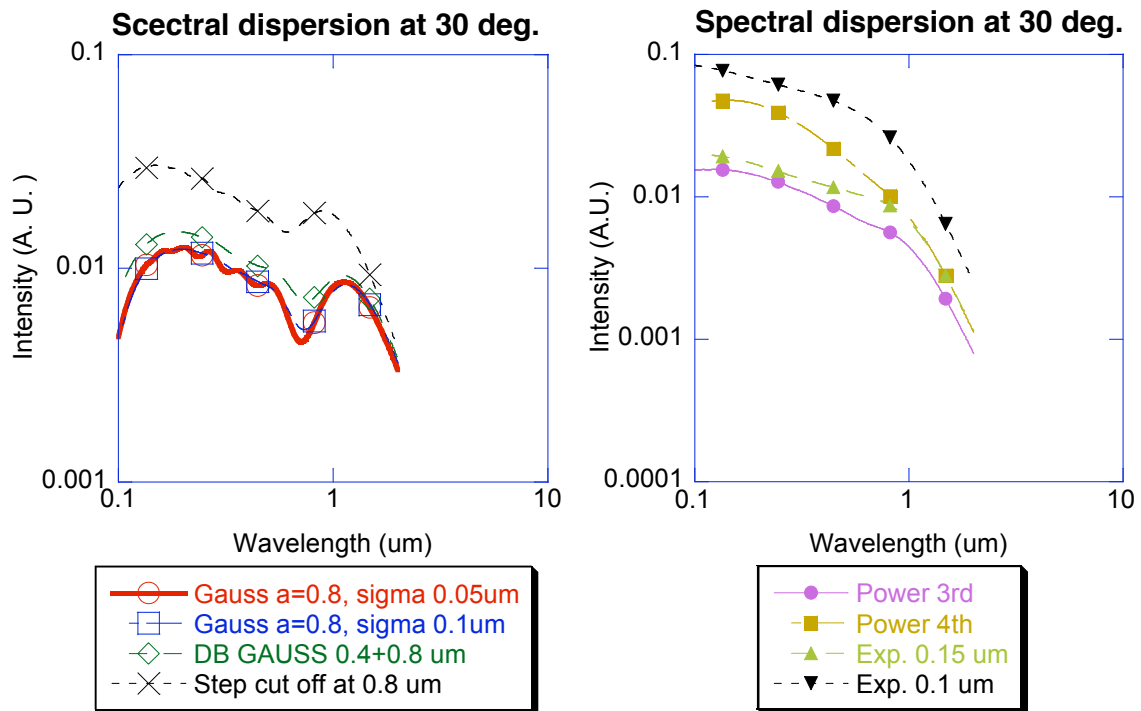 Scectral dispersion at 30 deg.
0.1
0.01
0.001
0.1
1
10
Intensity (A. U. )
Wavelength (um)
Gauss a=0.8, sigma 0.05um
Gauss a=0.8, sigma 0.1um
DB GAUSS 0.4+0.8 um
Step cut off at 0.8 um
Spectral dispersion at 30 deg.
0.1
0.01
0.001
0.0001
0.1
1
10
Intensity (A.U.)
Wavelength (um)
Power 3rd
Power 4th
Exp. 0.15 um
Exp. 0.1 um